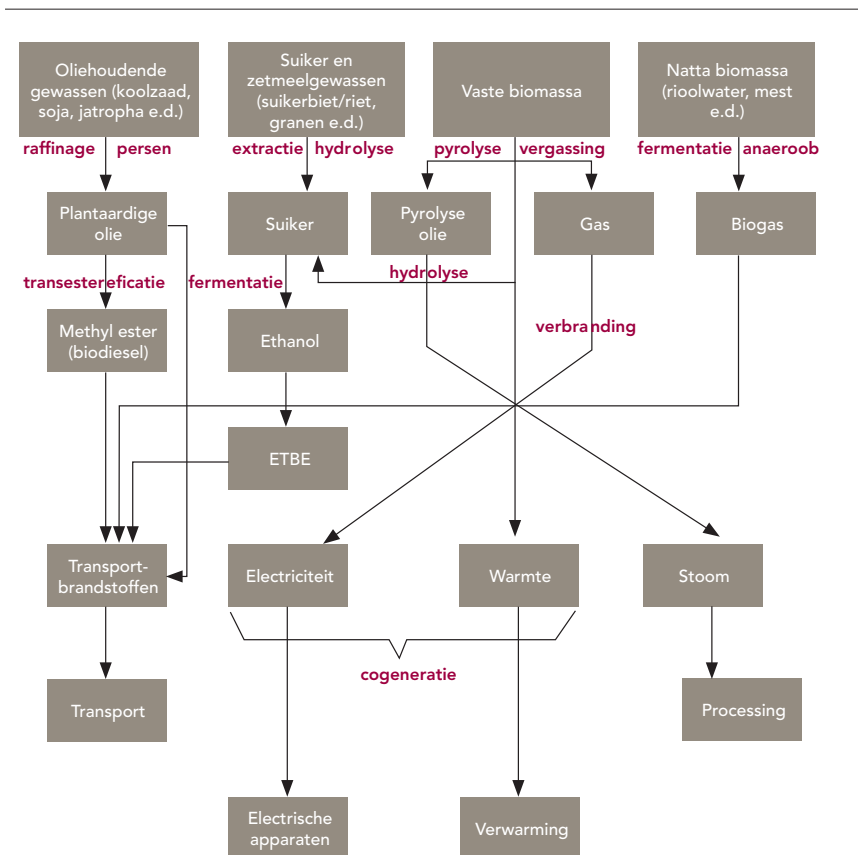 Oliehoudende
gewassen (koolzaad,
soja, jatropha e.d.)
Suiker en
zetmeelgewassen
(suikerbiet/riet,
granen e.d.)
Vaste biomassa
Natta biomassa
(rioolwater, mest
e.d.)
raffinage persen
extractie hydrolyse
pyrolyse vergassing
fermentatie anaeroob
Plantaardige
olie
Suiker
Pyrolyse
olie
Gas
Biogas
transestereficatie
fermentatie
hydrolyse
Methyl ester
(biodiesel)
Ethanol
verbranding
ETBE
Transport-
brandstoffen
Electriciteit
Warmte
Stoom
cogeneratie
Transport
Processing
Electrische
apparaten
Verwarming